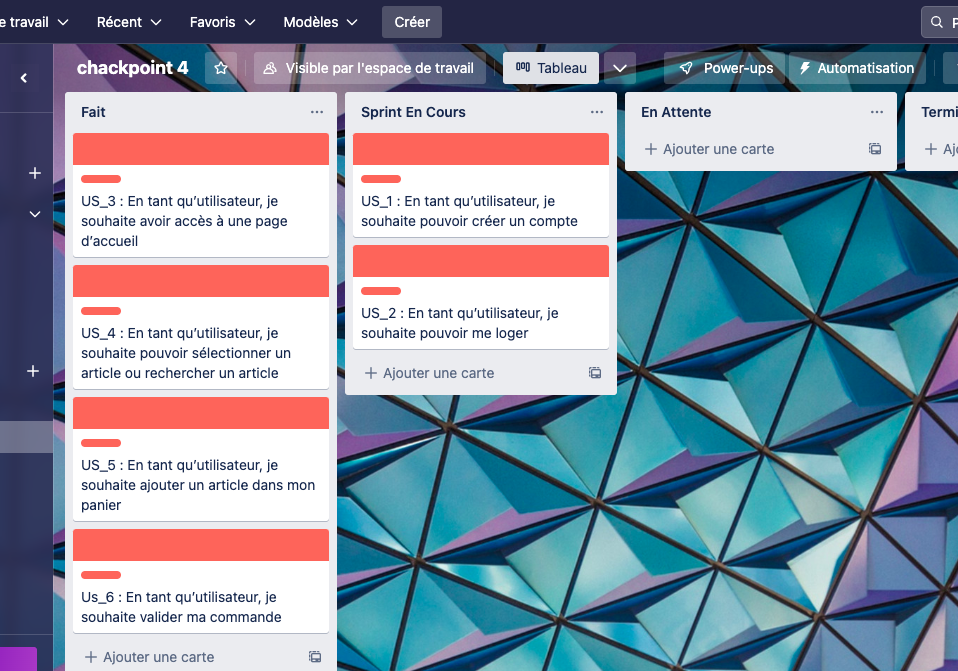 e travail Récent Favoris Modèles Créer
chackpoint 4 Visible par l'espace de travail Tableau Power-ups Automatisation
Fait
US_3 : En tant qu'utilisateur, je
souhaite avoir accès à une page
d'accueil
US_4 : En tant qu'utilisateur, je
souhaite pouvoir sélectionner un
article ou rechercher un article
US_5 : En tant qu'utilisateur, je
souhaite ajouter un article dans mon
panier
Us_6 : En tant qu'utilisateur, je
souhaite valider ma commande
Ajouter une carte
Sprint En Cours
US_1 : En tant qu'utilisateur, je
souhaite pouvoir créer un compte
US_2 : En tant qu'utilisateur, je
souhaite pouvoir me loger
Ajouter une carte
En Attente
Ajouter une carte
Termi